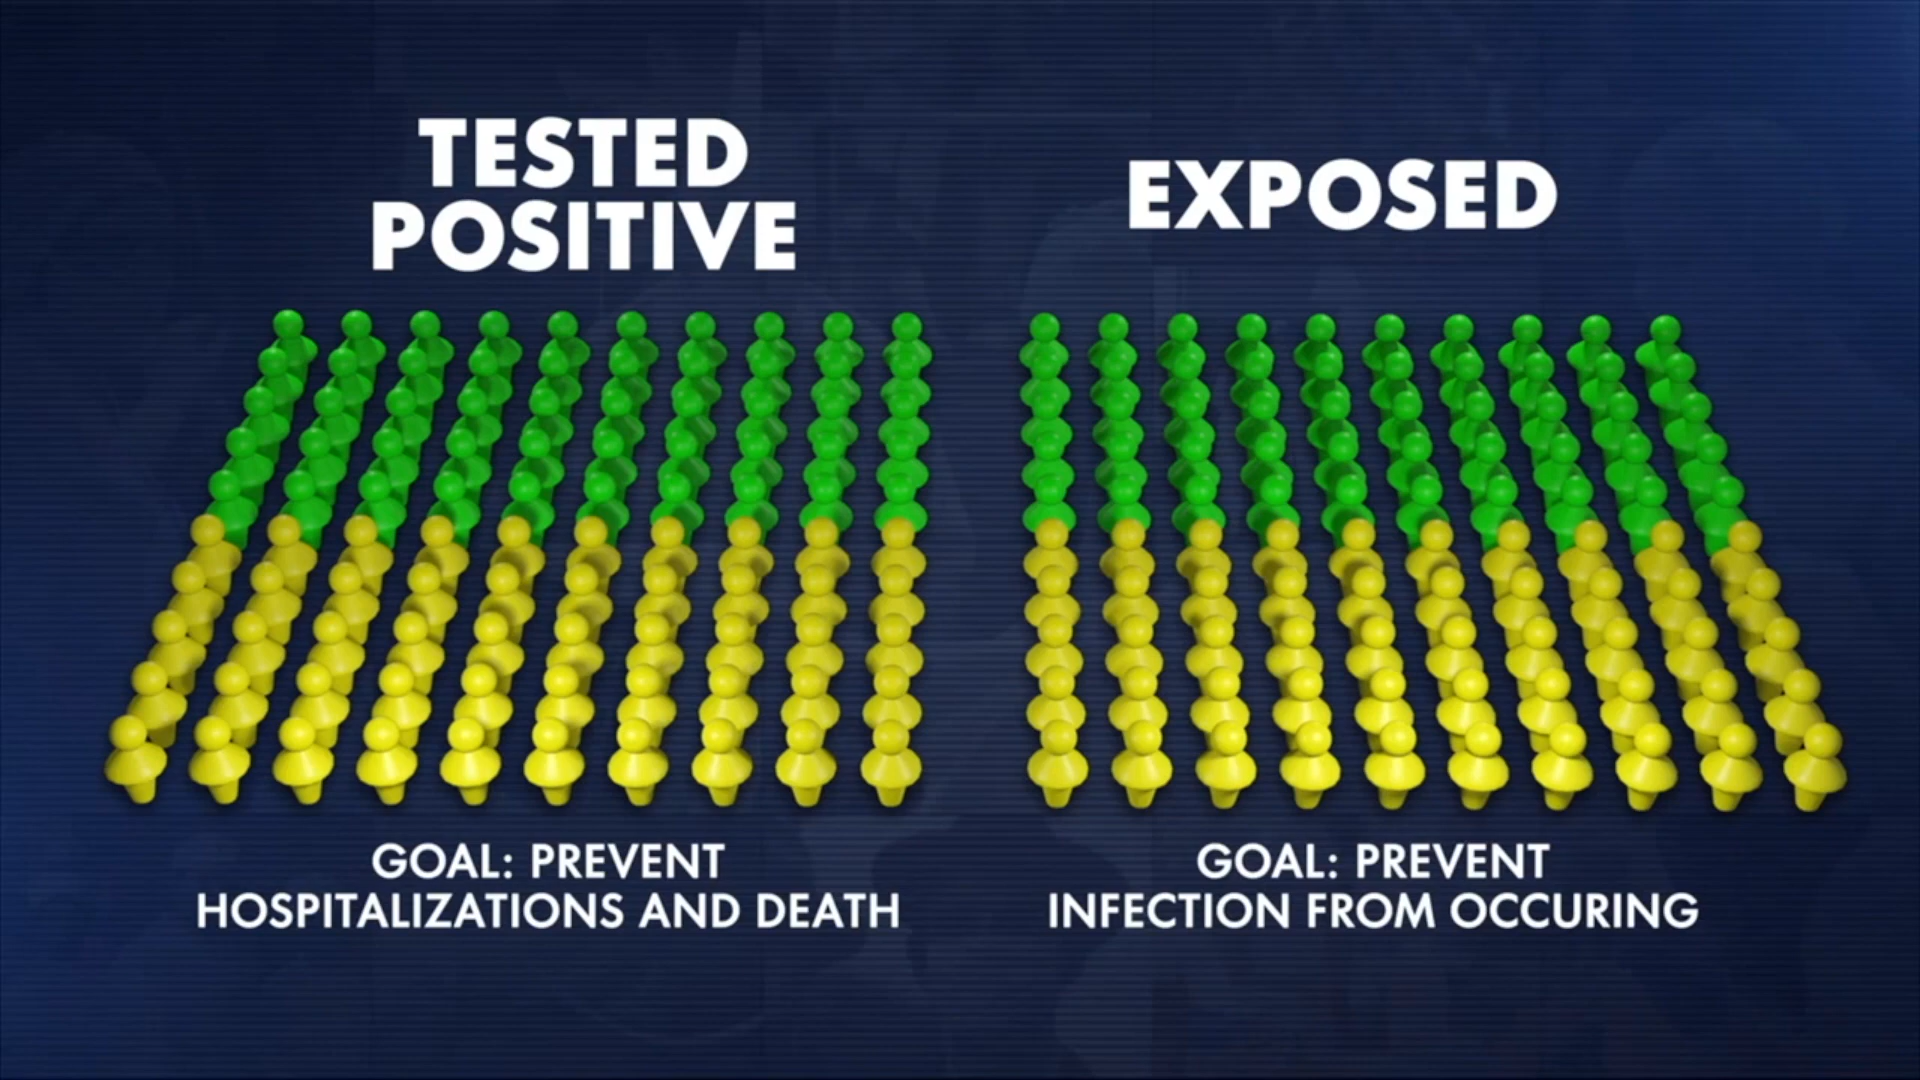 TESTED
POSITIVE
EXPOSED
GOAL: PREVENT
HOSPITALIZATIONS AND DEATH
GOAL: PREVENT
INFECTION FROM OCCURING